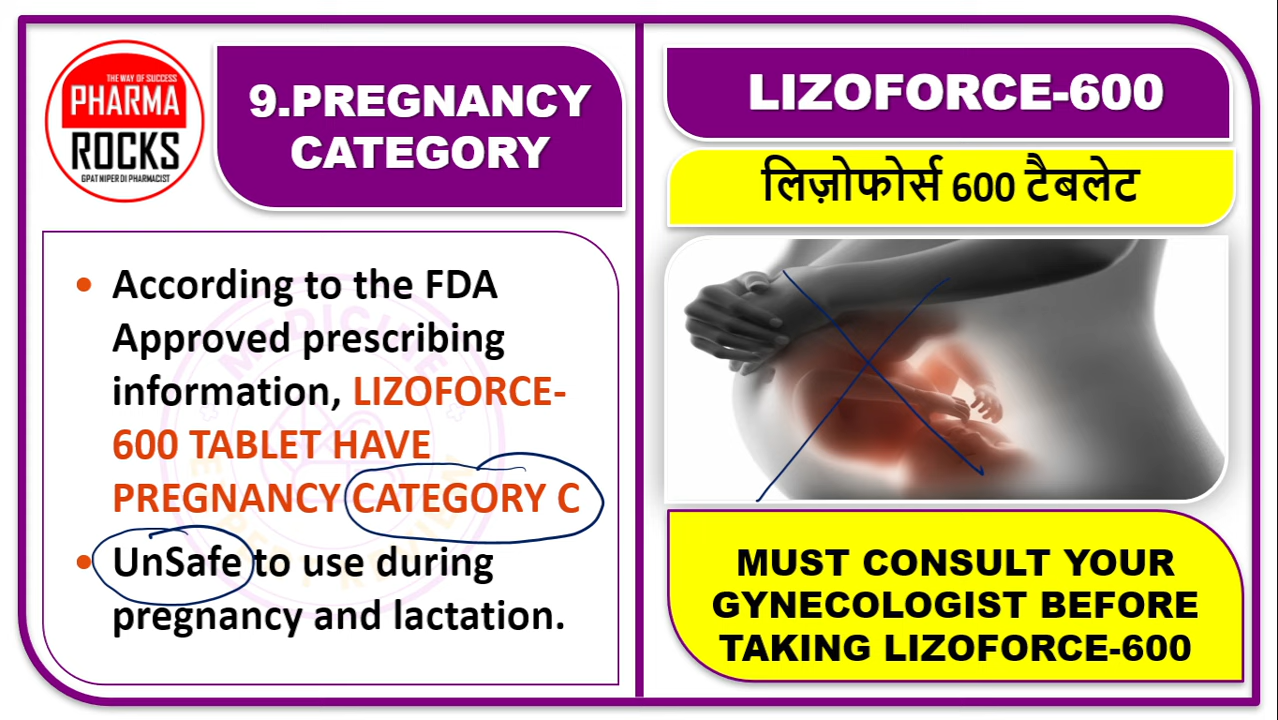 THE WAY OF SUCCESS
PHARMA
ROCKS
GPAT NIPER DI PHARMACIST
9.PREGNANCY
CATEGORY
• According to the FDA
Approved prescribing
information, LIZOFORCE-
600 TABLET HAVE
PREGNANCY CATEGORY C
• UnSafe to use during
pregnancy and lactation.
LIZOFORCE-600
लिज़ोफोर्स 600 टैबलेट
MUST CONSULT YOUR
GYNECOLOGIST BEFORE
TAKING LIZOFORCE-600